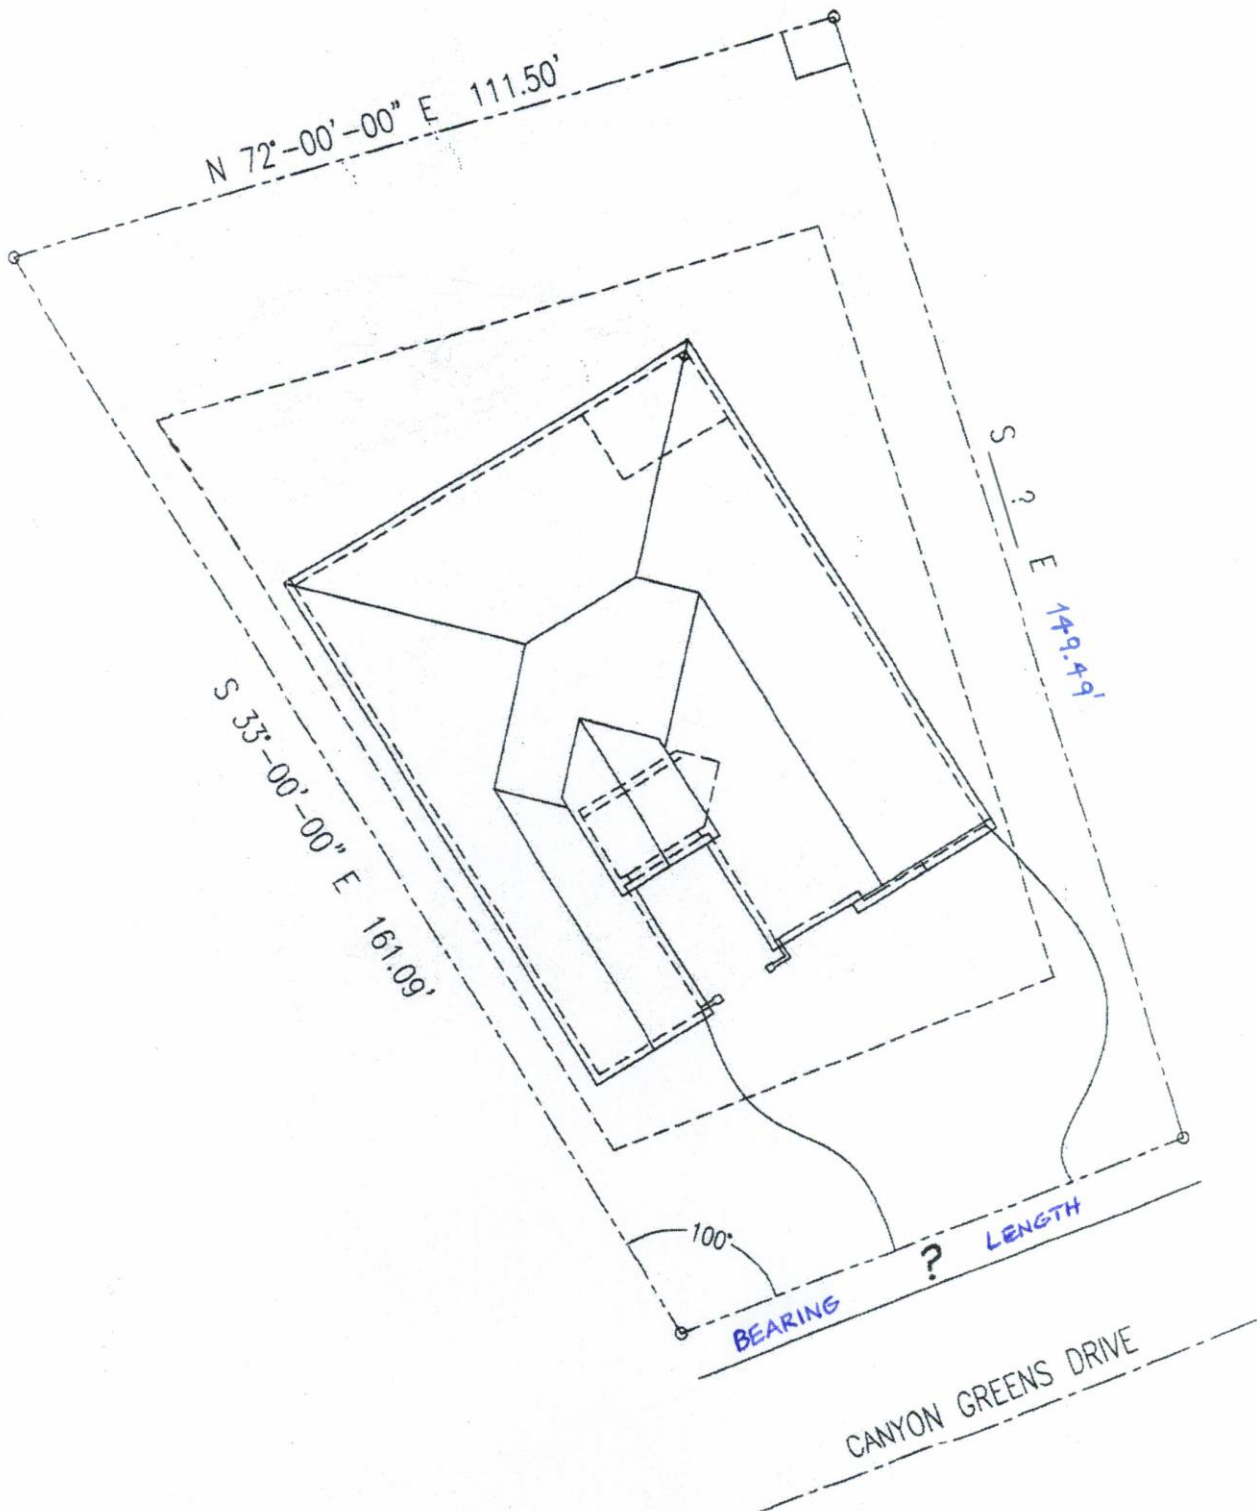 N 72°-00'-00" E 111.50'
S ? E 149.49'
S 33°-00'-00" E 161.09'
100°
BEARING ? LENGTH
CANYON GREENS DRIVE